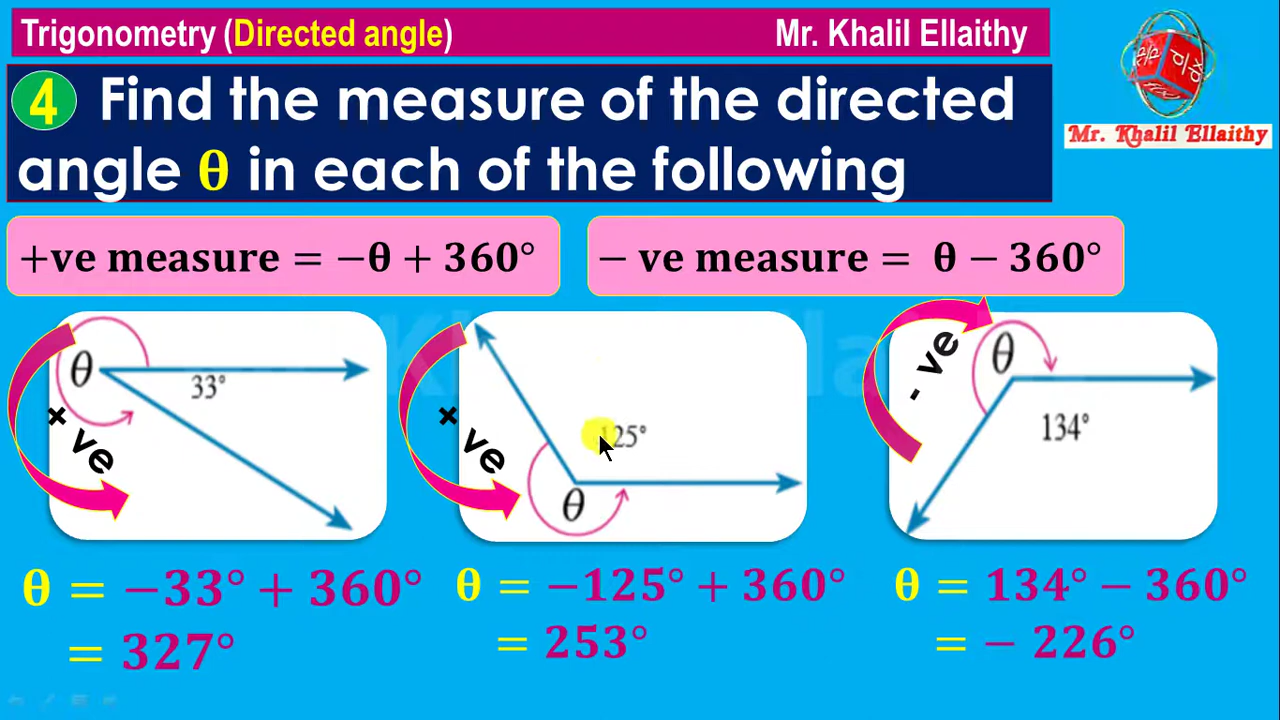 Trigonometry (Directed angle) Mr. Khalil Ellaithy
Mr. Khalil Ellaithy
4 Find the measure of the directed
angle θ in each of the following
+ve measure = −θ + 360°
− ve measure = θ − 360°
θ
33°
+ ve
125°
θ
+ ve
θ
134°
- ve
θ = −33° + 360°
= 327°
θ = −125° + 360°
= 253°
θ = 134° − 360°
= − 226°